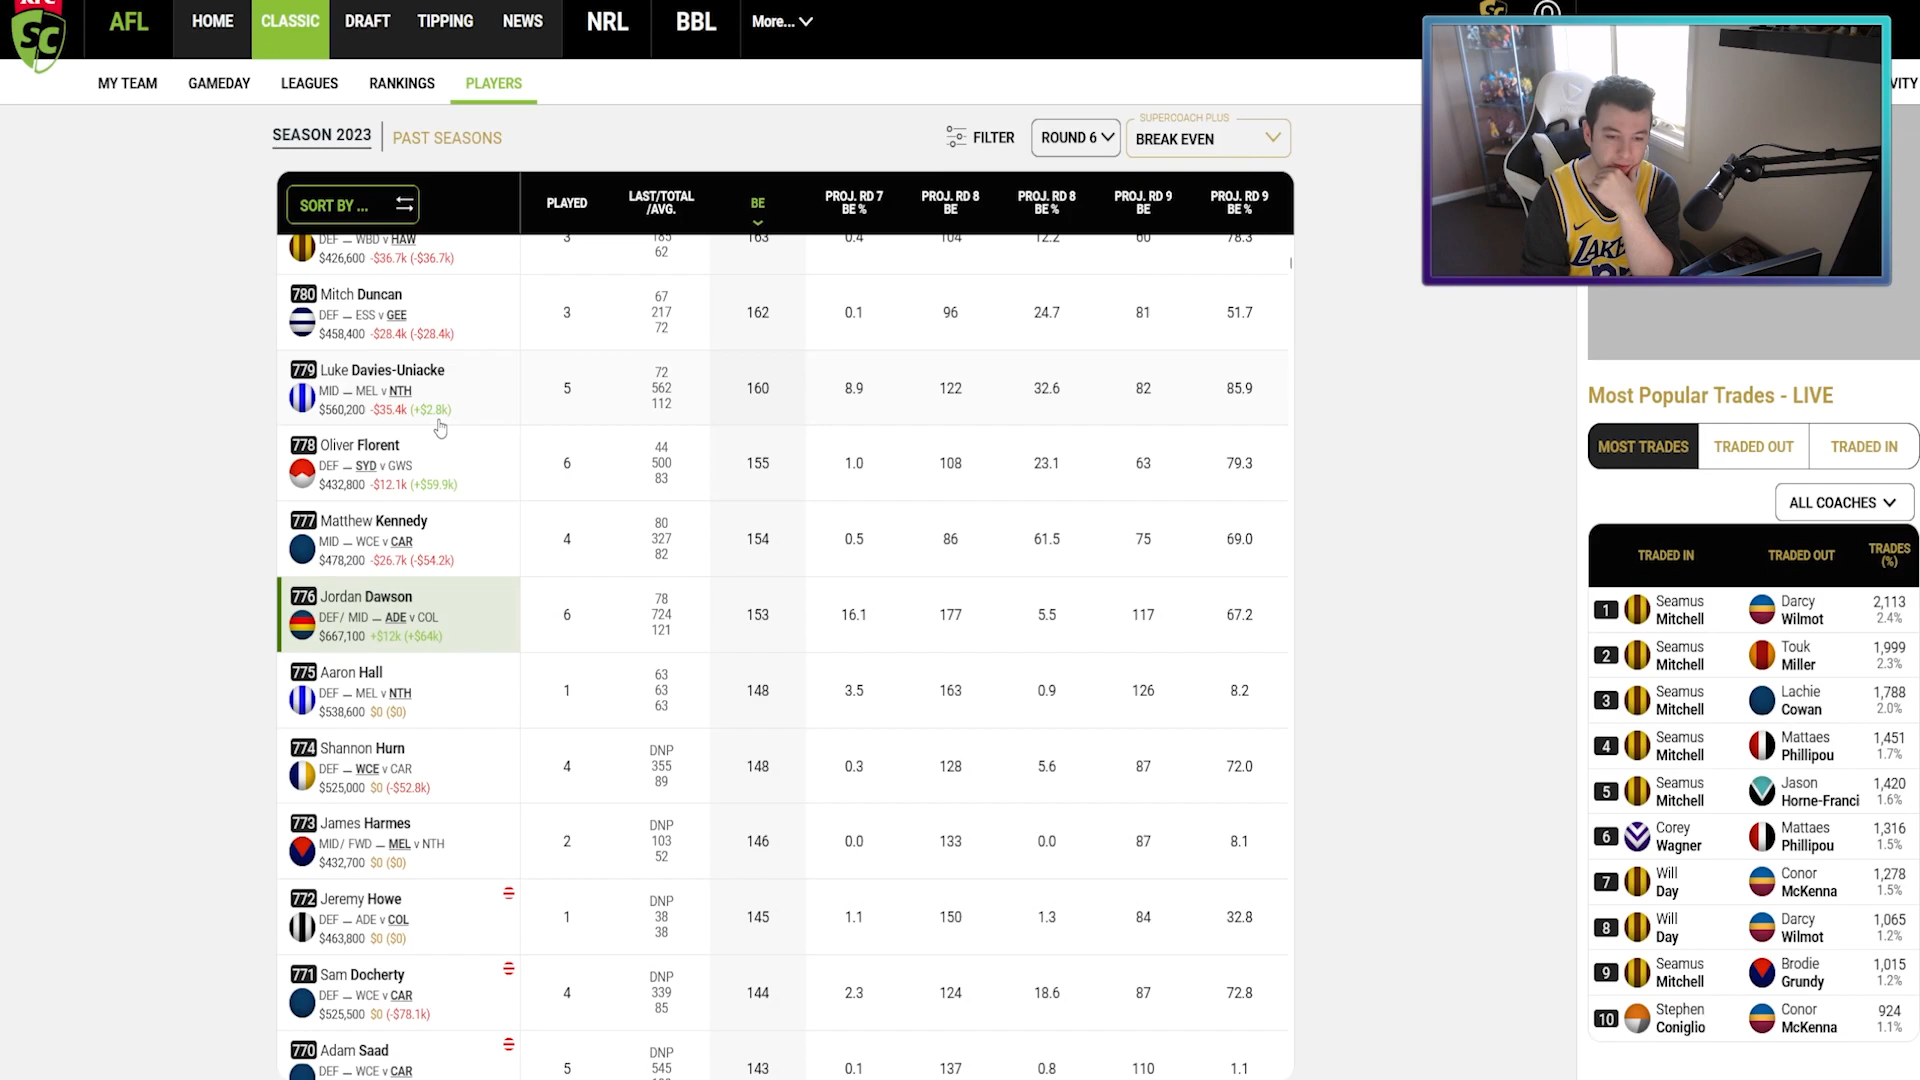 KFC
SC
AFL
HOME
CLASSIC
DRAFT
TIPPING
NEWS
NRL
BBL
More...
MY TEAM
GAMEDAY
LEAGUES
RANKINGS
PLAYERS
VITY
SEASON 2023
PAST SEASONS
FILTER
ROUND 6
SUPERCOACH PLUS
BREAK EVEN
SORT BY ...
PLAYED
LAST/TOTAL
/AVG.
BE
PROJ. RD 7
BE %
PROJ. RD 8
BE
PROJ. RD 8
BE %
PROJ. RD 9
BE
PROJ. RD 9
BE %
DEF – WBD v HAW
$426,600 -$36.7k (-$36.7k)
3
185
62
163
0.4
104
12.2
60
78.3
780 Mitch Duncan
DEF – ESS v GEE
$458,400 -$28.4k (-$28.4k)
3
67
217
72
162
0.1
96
24.7
81
51.7
779 Luke Davies-Uniacke
MID – MEL v NTH
$560,200 -$35.4k (+$2.8k)
5
72
562
112
160
8.9
122
32.6
82
85.9
778 Oliver Florent
DEF – SYD v GWS
$432,800 -$12.1k (+$59.9k)
6
44
500
83
155
1.0
108
23.1
63
79.3
777 Matthew Kennedy
MID – WCE v CAR
$478,200 -$26.7k (-$54.2k)
4
80
327
82
154
0.5
86
61.5
75
69.0
776 Jordan Dawson
DEF/ MID – ADE v COL
$667,100 +$12k (+$64k)
6
78
724
121
153
16.1
177
5.5
117
67.2
775 Aaron Hall
DEF – MEL v NTH
$538,600 $0 ($0)
1
63
63
63
148
3.5
163
0.9
126
8.2
774 Shannon Hurn
DEF – WCE v CAR
$525,000 $0 (-$52.8k)
4
DNP
355
89
148
0.3
128
5.6
87
72.0
773 James Harmes
MID/ FWD – MEL v NTH
$432,700 $0 ($0)
2
DNP
103
52
146
0.0
133
0.0
87
8.1
772 Jeremy Howe
DEF – ADE v COL
$463,800 $0 ($0)
1
DNP
38
38
145
1.1
150
1.3
84
32.8
771 Sam Docherty
DEF – WCE v CAR
$525,500 $0 (-$78.1k)
4
DNP
339
85
144
2.3
124
18.6
87
72.8
770 Adam Saad
DEF – WCE v CAR
5
DNP
545
143
0.1
137
0.8
110
1.1
LAKE
Most Popular Trades - LIVE
MOST TRADES
TRADED OUT
TRADED IN
ALL COACHES
TRADED IN
TRADED OUT
TRADES
(%)
1
Seamus
Mitchell
Darcy
Wilmot
2,113
2.4%
2
Seamus
Mitchell
Touk
Miller
1,999
2.3%
3
Seamus
Mitchell
Lachie
Cowan
1,788
2.0%
4
Seamus
Mitchell
Mattaes
Phillipou
1,451
1.7%
5
Seamus
Mitchell
Jason
Horne-Franci
1,420
1.6%
6
Corey
Wagner
Mattaes
Phillipou
1,316
1.5%
7
Will
Day
Conor
McKenna
1,278
1.5%
8
Will
Day
Darcy
Wilmot
1,065
1.2%
9
Seamus
Mitchell
Brodie
Grundy
1,015
1.2%
10
Stephen
Coniglio
Conor
McKenna
924
1.1%